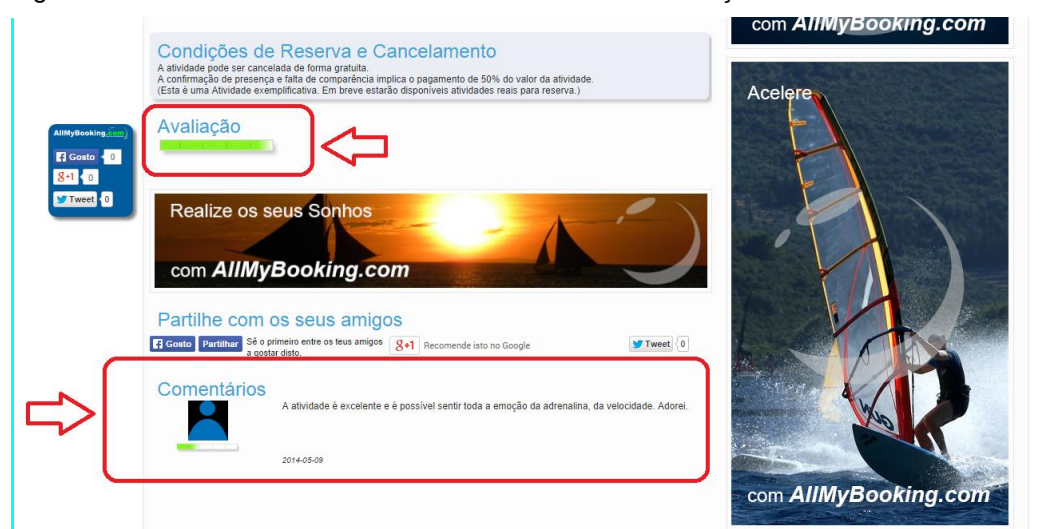 com AllMyBooking.com
Condições de Reserva e Cancelamento
A atividade pode ser cancelada de forma gratuita.
A confirmação de presença e falta de comparência implica o pagamento de 50% do valor da atividade.
(Esta è uma Atividade exemplificativa. Em breve estarão disponíveis atividades reais para reserva.)
Avaliação
AllMyBooking.com
Gosto 0
g+1 0
Tweet 0
Acelere
Realize os seus Sonhos
com AllMyBooking.com
Partilhe com os seus amigos
Gosto Partilhar Sê o primeiro entre os teus amigos
a gostar disto.
g+1 Recomende isto no Google
Tweet 0
Comentários
A atividade è excelente e è possível sentir toda a emoção da adrenalina, da velocidade. Adorei.
2014-05-09
com AllMyBooking.com